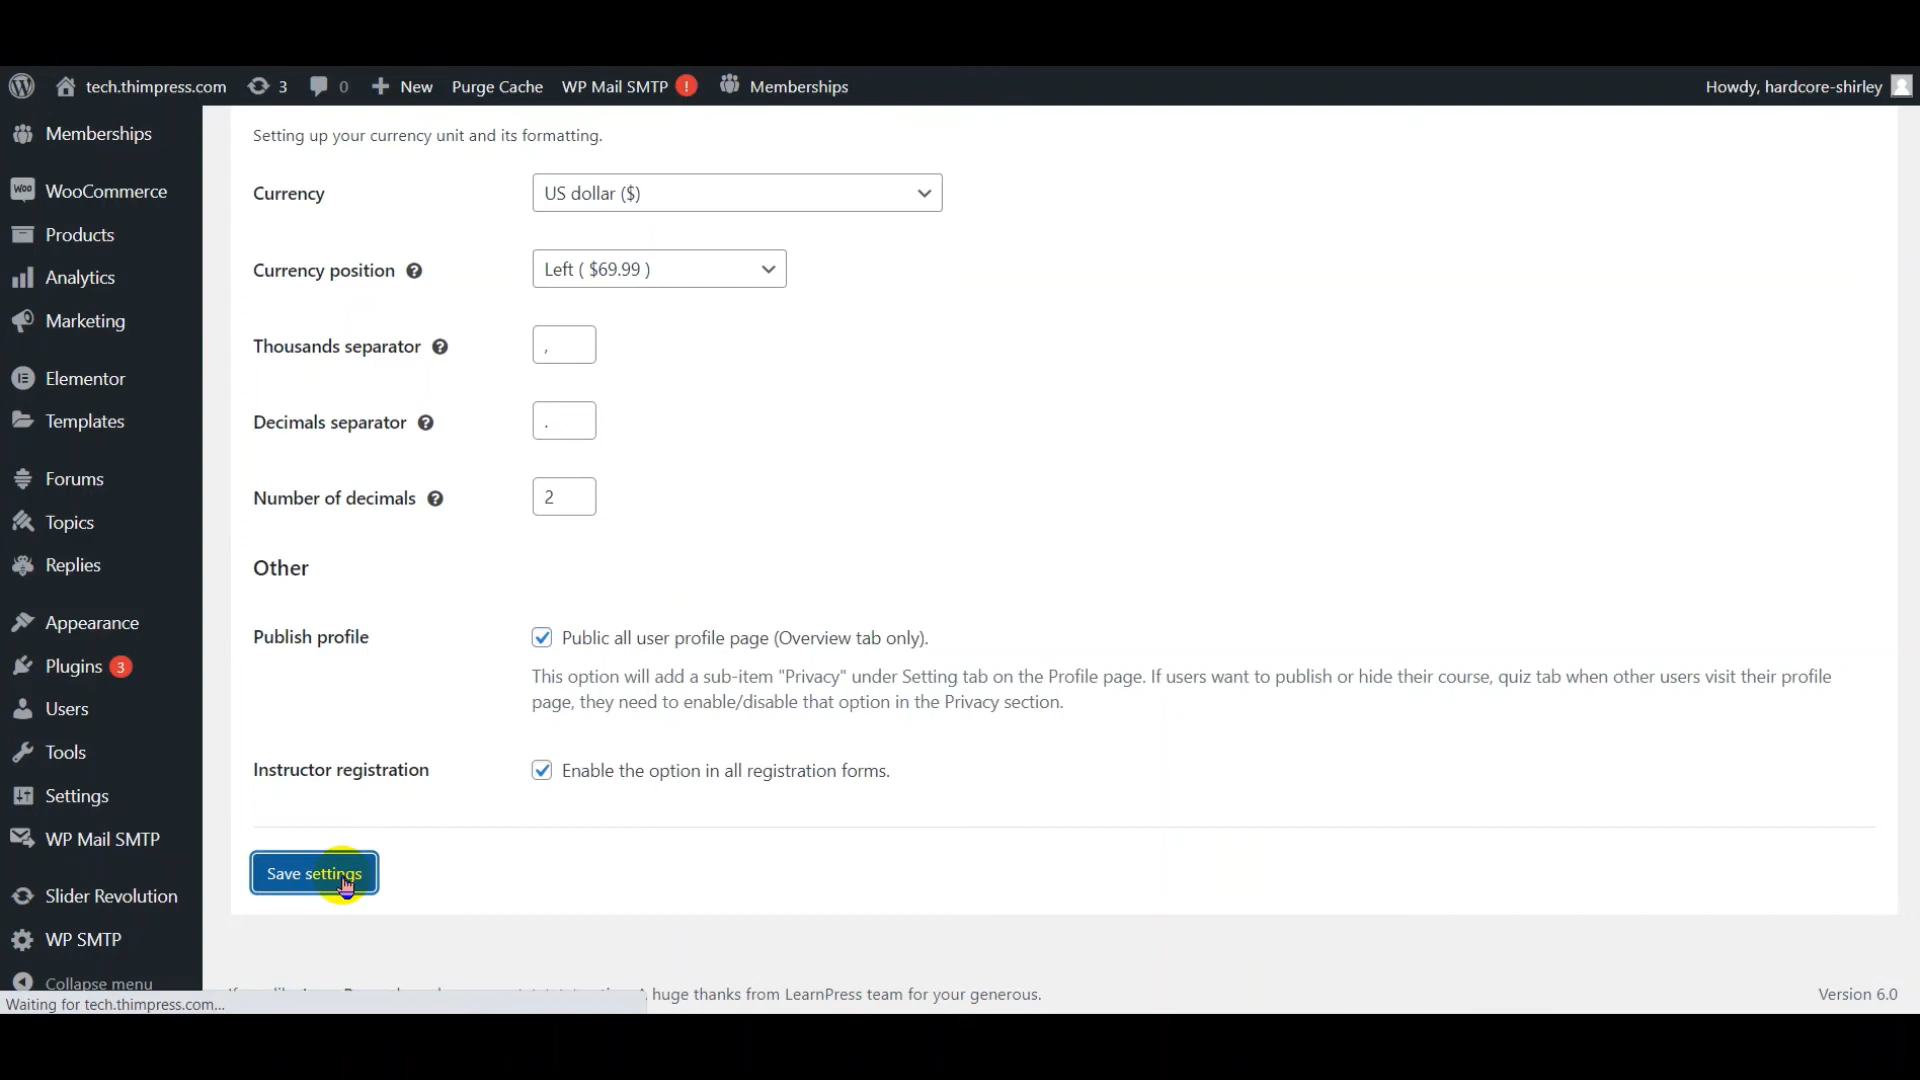 tech.thimpress.com 3 0 New Purge Cache WP Mail SMTP ! Memberships Howdy, hardcore-shirley
Memberships
WooCommerce
Products
Analytics
Marketing
Elementor
Templates
Forums
Topics
Replies
Appearance
Plugins 3
Users
Tools
Settings
WP Mail SMTP
Slider Revolution
WP SMTP
Collapse menu
Setting up your currency unit and its formatting.
Currency US dollar ($)
Currency position ? Left ( $69.99 )
Thousands separator ? ,
Decimals separator ? .
Number of decimals ? 2
Other
Publish profile Public all user profile page (Overview tab only).
This option will add a sub-item "Privacy" under Setting tab on the Profile page. If users want to publish or hide their course, quiz tab when other users visit their profile
page, they need to enable/disable that option in the Privacy section.
Instructor registration Enable the option in all registration forms.
Save settings
huge thanks from LearnPress team for your generous. Version 6.0
Waiting for tech.thimpress.com...